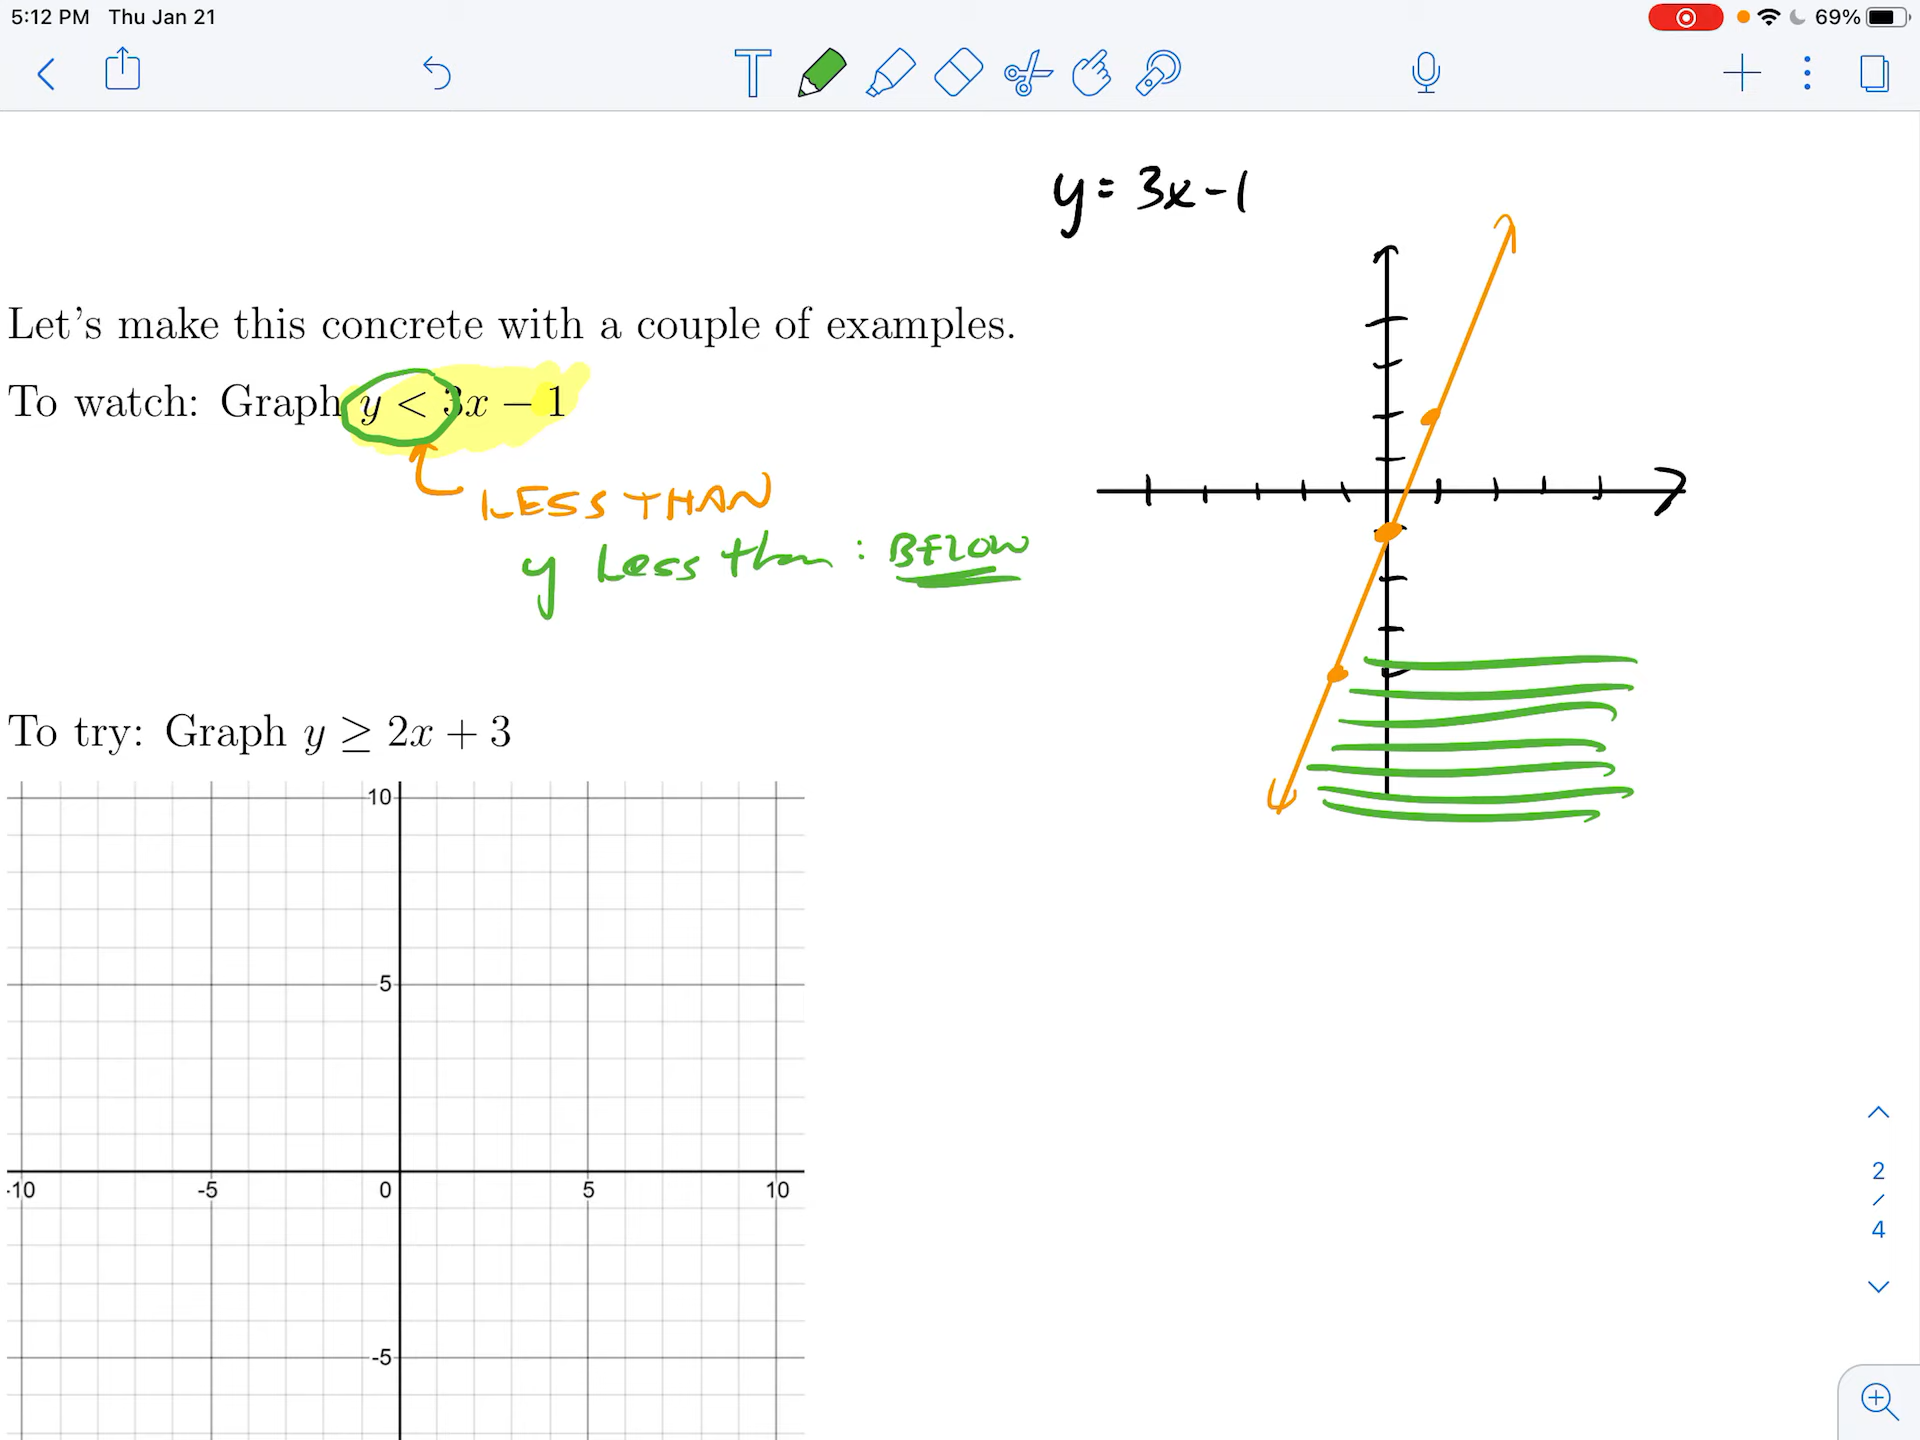 5:12 PM Thu Jan 21
69%
T
y = 3x - 1
Let's make this concrete with a couple of examples.
To watch: Graph y < 3x − 1
LESS THAN
y Less than : BELOW
To try: Graph y ≥ 2x + 3
10
5
-10 -5 0 5 10
-5
2
/
4